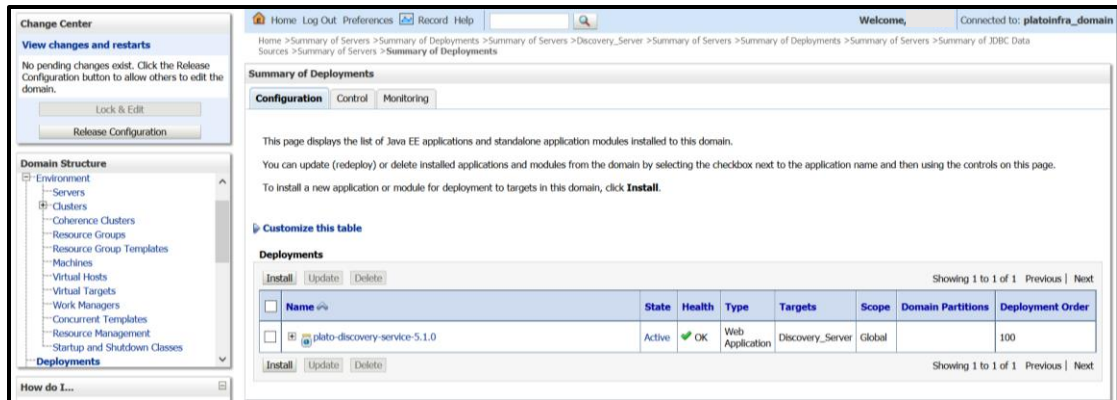 Change Center
View changes and restarts
No pending changes exist. Click the Release
Configuration button to allow others to edit the
domain.
Lock & Edit
Release Configuration
Domain Structure
Environment
Servers
Clusters
Coherence Clusters
Resource Groups
Resource Group Templates
Machines
Virtual Hosts
Virtual Targets
Work Managers
Concurrent Templates
Resource Management
Startup and Shutdown Classes
Deployments
How do I...
Home Log Out Preferences Record Help
Welcome,
Connected to: platoinfra_domain
Home >Summary of Servers >Summary of Deployments >Summary of Servers >Discovery_Server >Summary of Servers >Summary of Deployments >Summary of Servers >Summary of JDBC Data
Sources >Summary of Servers >Summary of Deployments
Summary of Deployments
Configuration Control Monitoring
This page displays the list of Java EE applications and standalone application modules installed to this domain.
You can update (redeploy) or delete installed applications and modules from the domain by selecting the checkbox next to the application name and then using the controls on this page.
To install a new application or module for deployment to targets in this domain, click Install.
Customize this table
Deployments
Install Update Delete Showing 1 to 1 of 1 Previous | Next
Name State Health Type Targets Scope Domain Partitions Deployment Order
plato-discovery-service-5.1.0 Active OK Web Application Discovery_Server Global 100
Install Update Delete Showing 1 to 1 of 1 Previous | Next